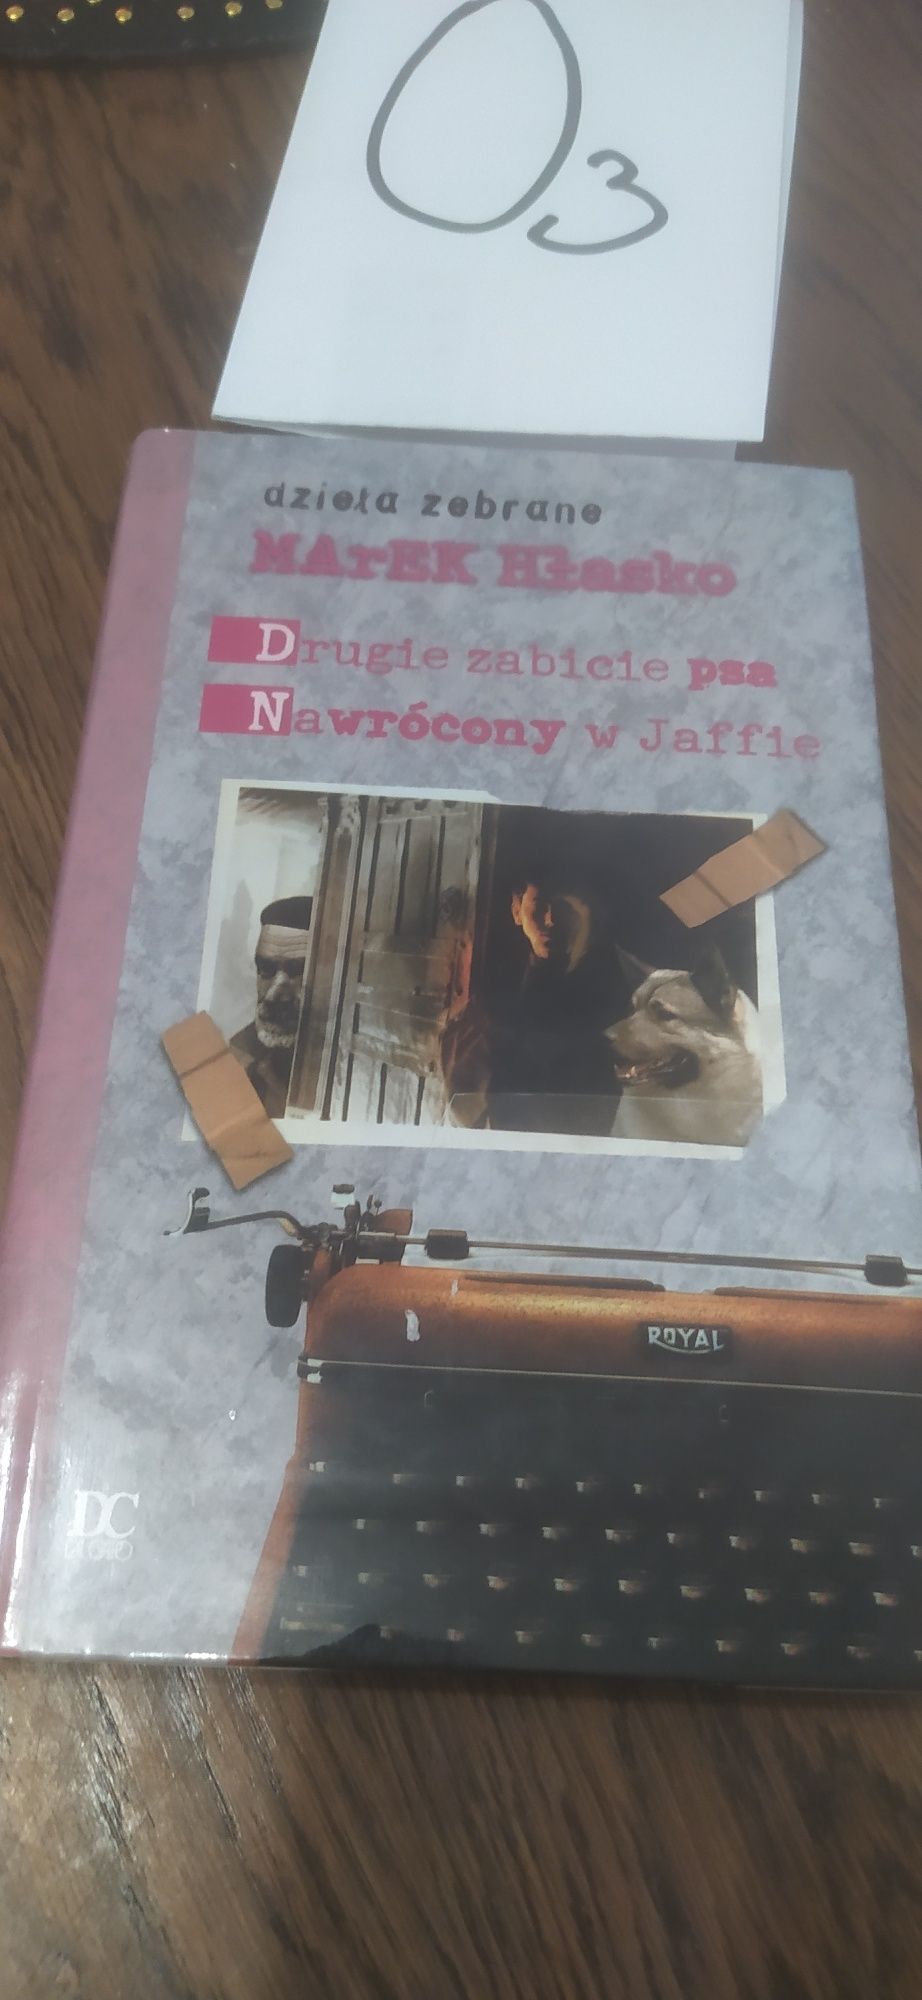 O3
dzieła zebrane
MArEK Hłasko
Drugie zabicie psa
Nawrócony w Jaffie
ROYAL
DC